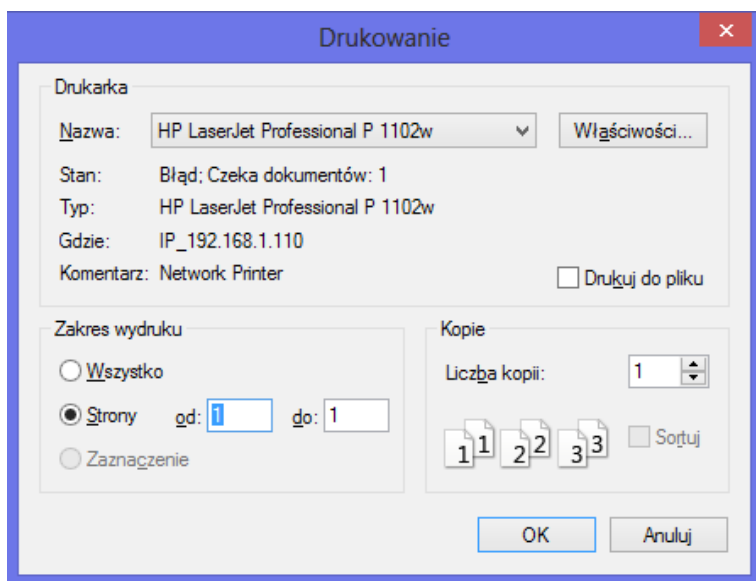 Drukowanie
Drukarka
Nazwa: HP LaserJet Professional P 1102w Właściwości...
Stan: Błąd; Czeka dokumentów: 1
Typ: HP LaserJet Professional P 1102w
Gdzie: IP_192.168.1.110
Komentarz: Network Printer
Drukuj do pliku
Zakres wydruku
Wszystko
Strony od: 1 do: 1
Zaznaczenie
Kopie
Liczba kopii: 1
1 1 2 2 3 3 Sortuj
OK Anuluj